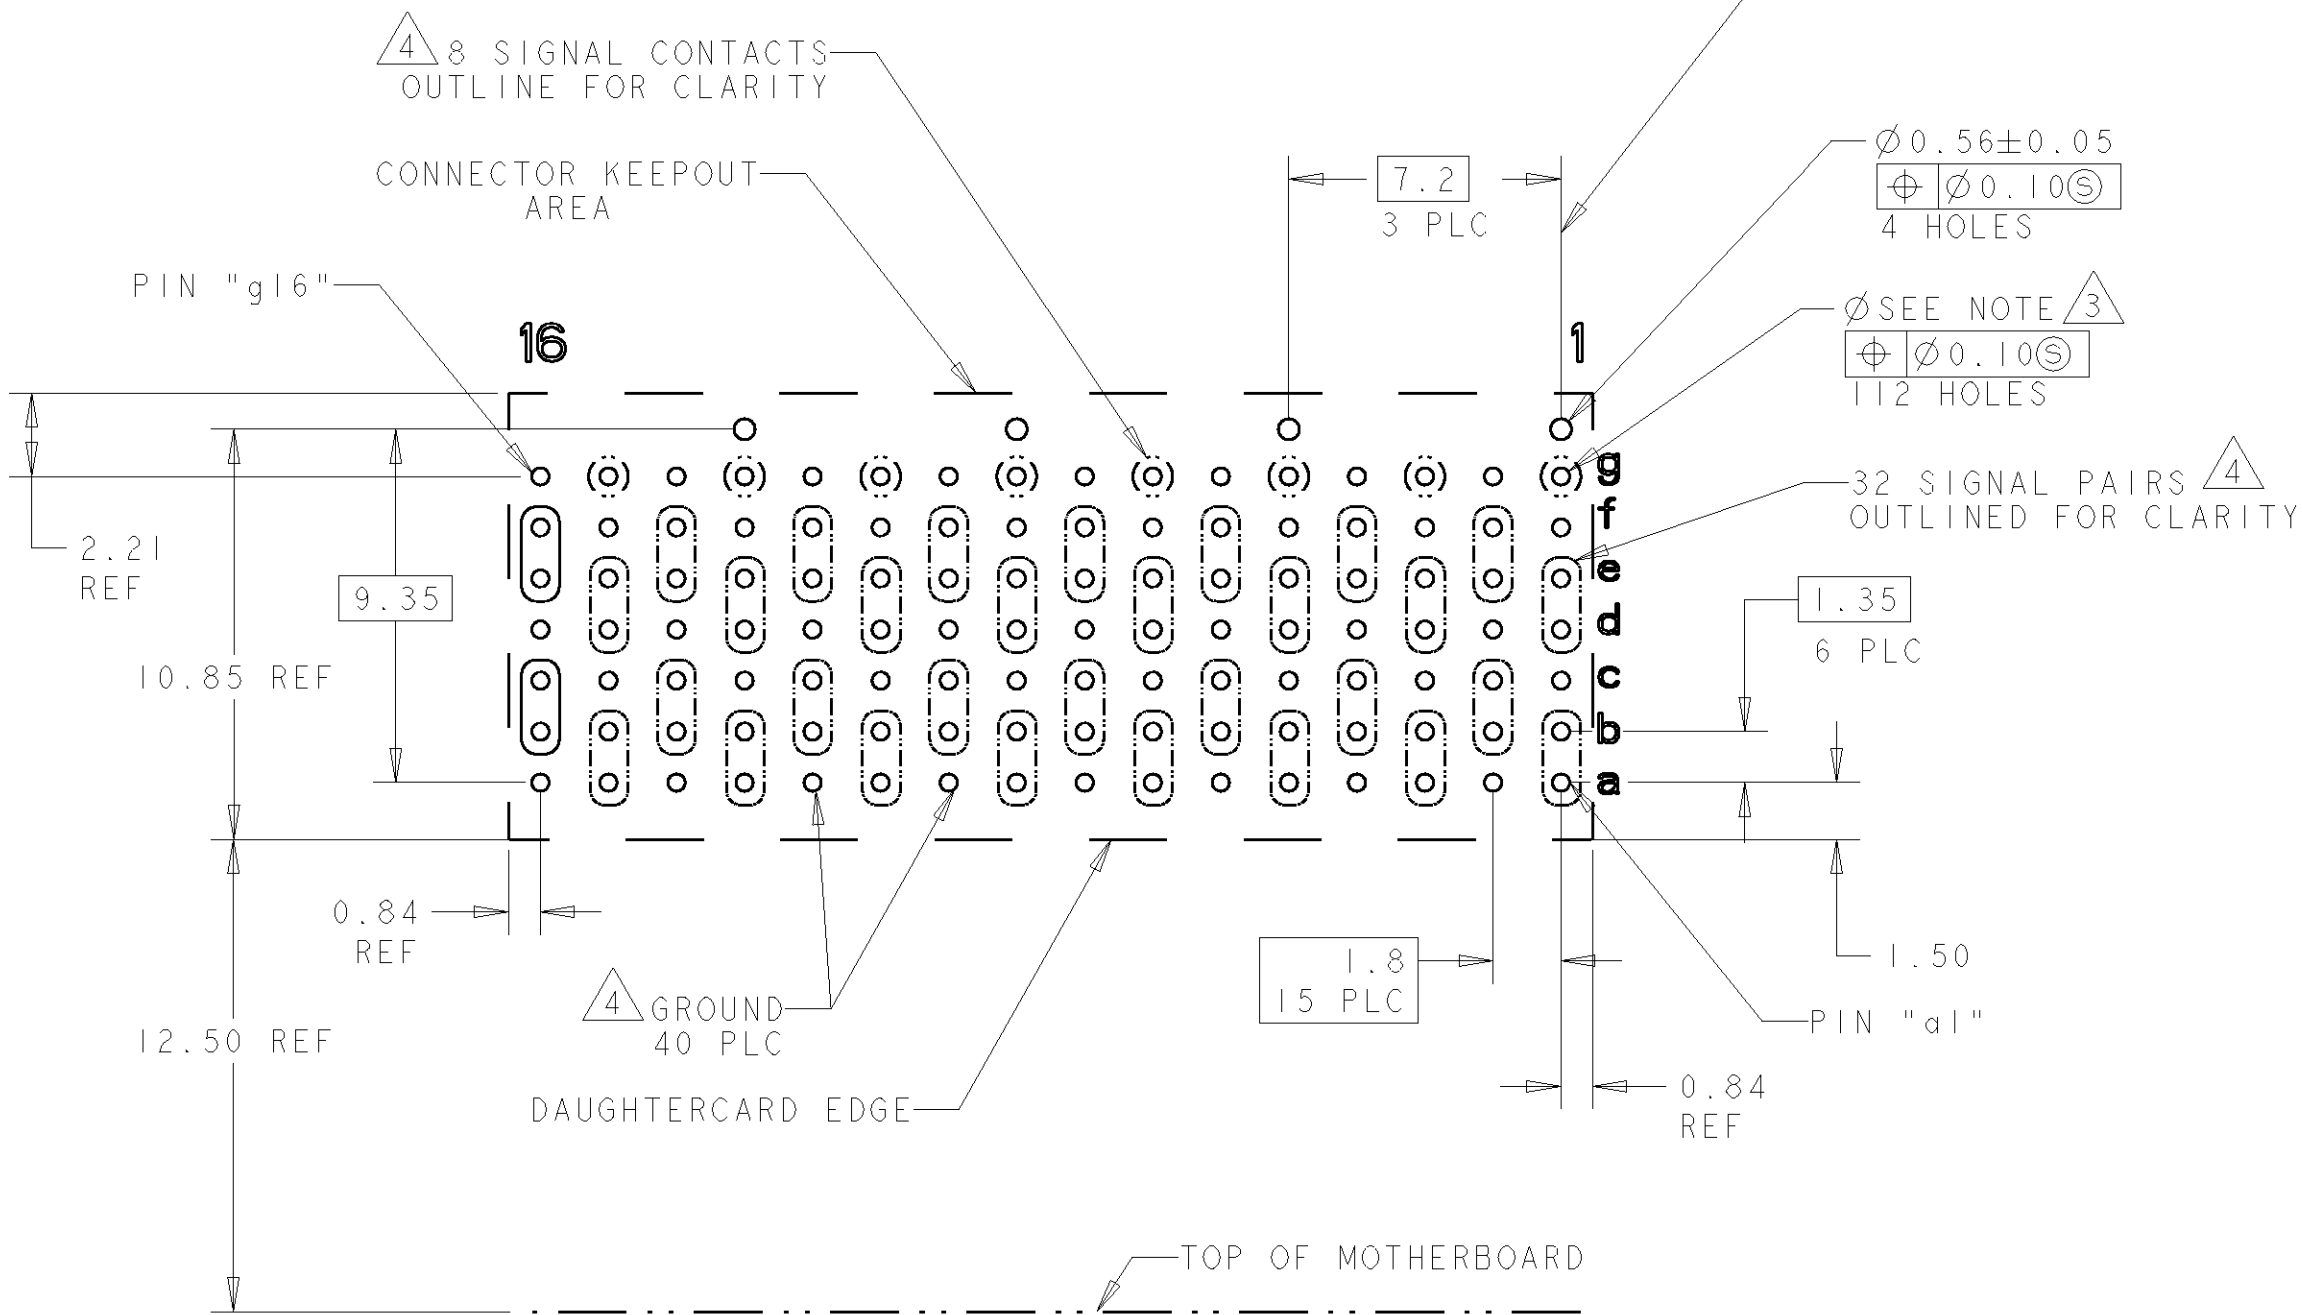 4 8 SIGNAL CONTACTS
OUTLINE FOR CLARITY
CONNECTOR KEEPOUT
AREA
7.2
3 PLC
Ø0.56±0.05
⌖ Ø0.10Ⓢ
4 HOLES
PIN "g16"
ØSEE NOTE 3
⌖ Ø0.10Ⓢ
112 HOLES
16
1
g
f
e
d
c
b
a
32 SIGNAL PAIRS 4
OUTLINED FOR CLARITY
2.21
REF
9.35
10.85 REF
1.35
6 PLC
0.84
REF
1.8
15 PLC
1.50
4 GROUND
40 PLC
PIN "a1"
12.50 REF
DAUGHTERCARD EDGE
0.84
REF
TOP OF MOTHERBOARD